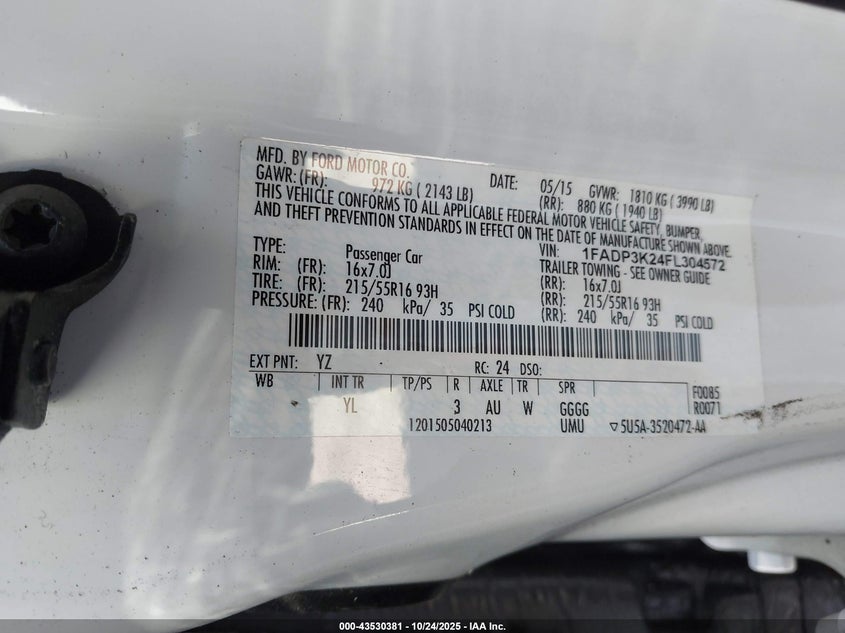 MFD. BY FORD MOTOR CO. DATE: 05/15 GVWR: 1810 KG ( 3990 LB)
GAWR: (FR): 972 KG ( 2143 LB) (RR): 880 KG ( 1940 LB)
THIS VEHICLE CONFORMS TO ALL APPLICABLE FEDERAL MOTOR VEHICLE SAFETY, BUMPER,
AND THEFT PREVENTION STANDARDS IN EFFECT ON THE DATE OF MANUFACTURE SHOWN ABOVE.
VIN: 1FADP3K24FL304572
TYPE: Passenger Car TRAILER TOWING - SEE OWNER GUIDE
RIM: (FR): 16x7.0J (RR): 16x7.0J
TIRE: (FR): 215/55R16 93H (RR): 215/55R16 93H
PRESSURE: (FR): 240 kPa/ 35 PSI COLD (RR): 240 kPa/ 35 PSI COLD
EXT PNT: YZ RC: 24 DSO:
WB INT TR TP/PS R AXLE TR SPR F0085
YL 3 AU W GGGG R0071
1201505040213 UMU ▽5U5A-3520472-AA
000-43530381 - 10/24/2025 - IAA Inc.